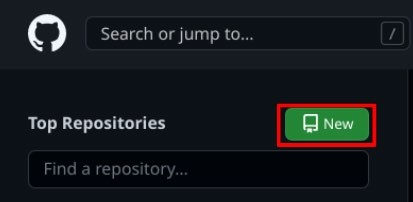 Search or jump to... /
Top Repositories New
Find a repository...